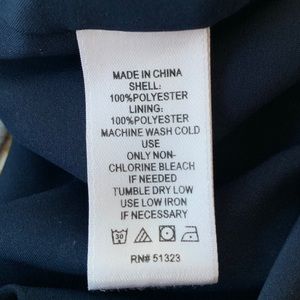 MADE IN CHINA
SHELL:
100%POLYESTER
LINING:
100%POLYESTER
MACHINE WASH COLD
USE
ONLY NON-
CHLORINE BLEACH
IF NEEDED
TUMBLE DRY LOW
USE LOW IRON
IF NECESSARY
30
RN# 51323